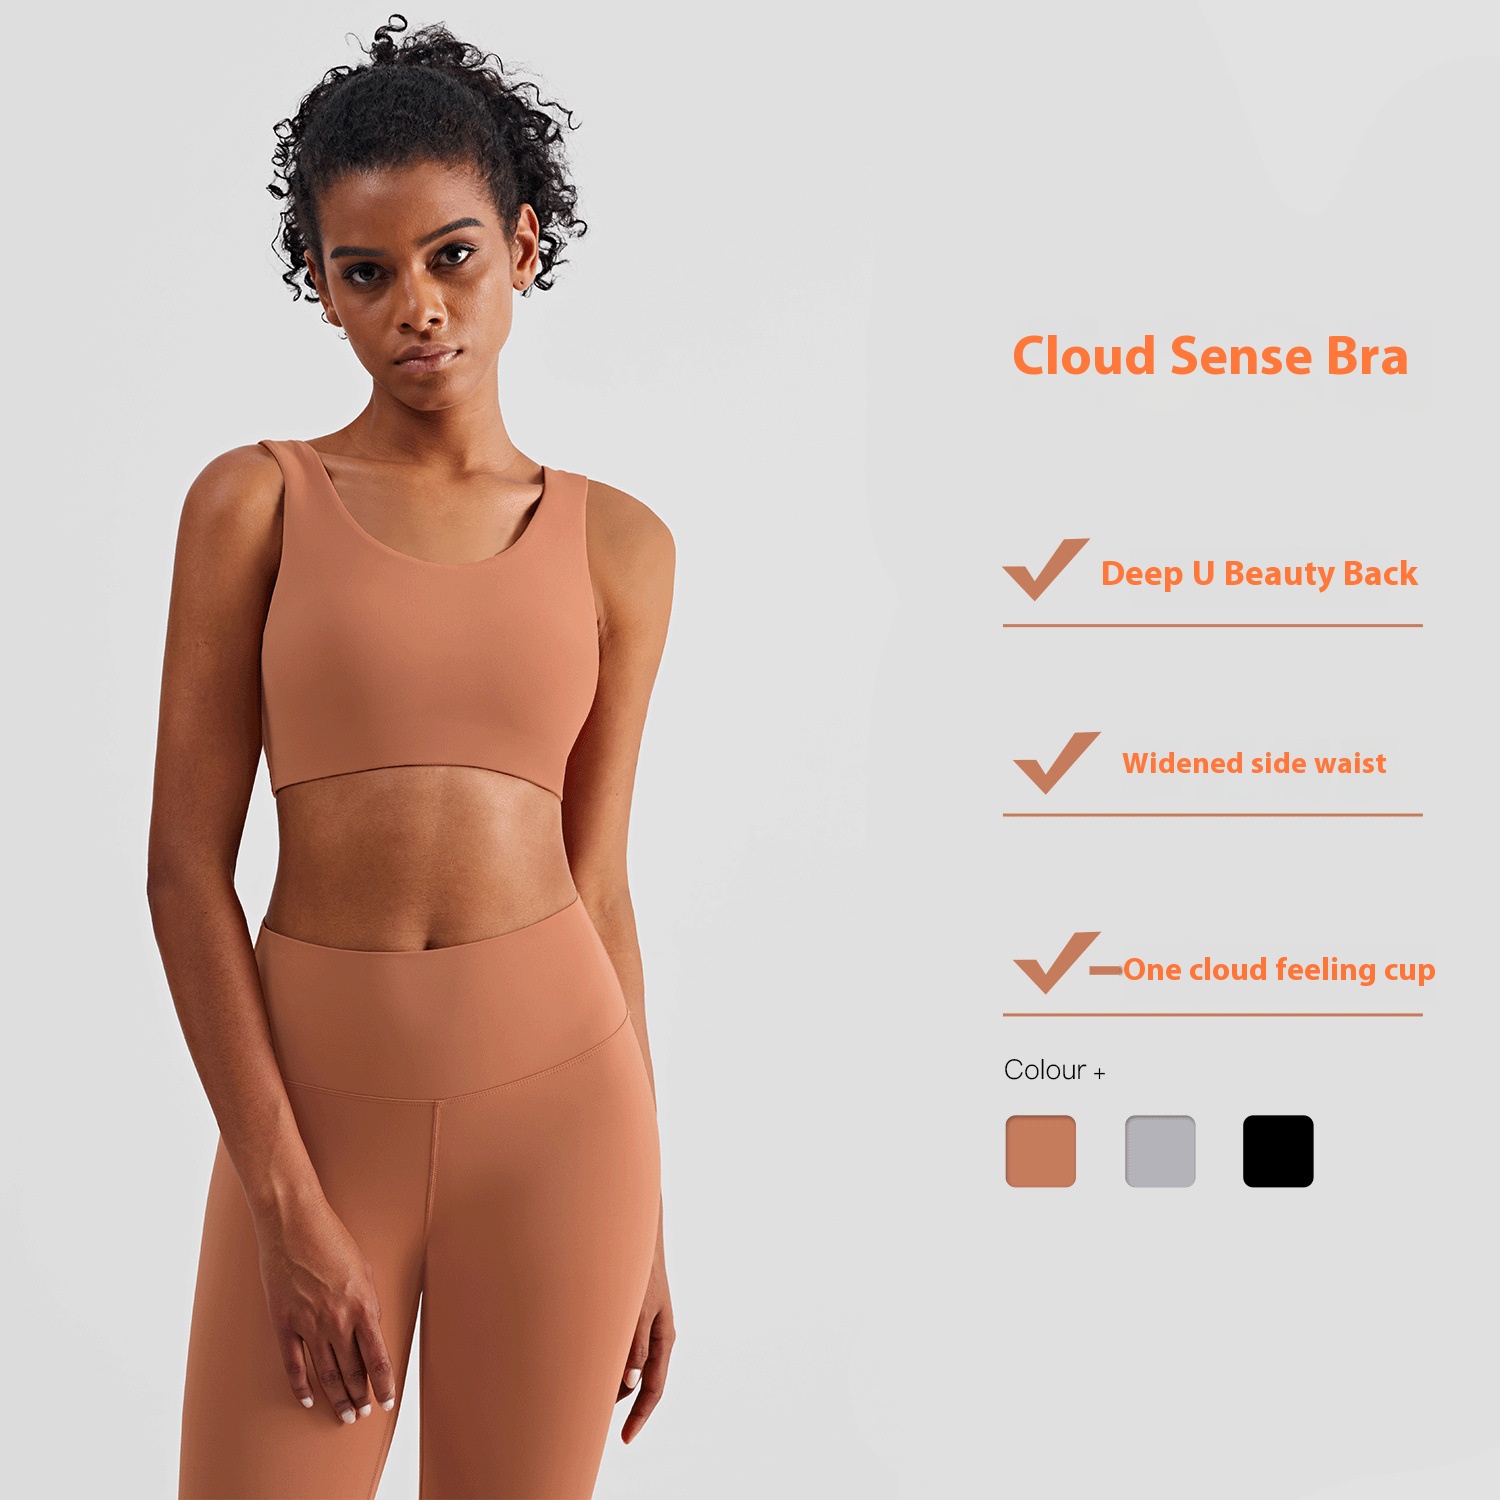 Cloud Sense Bra
Deep U Beauty Back
Widened side waist
One cloud feeling cup
Colour +